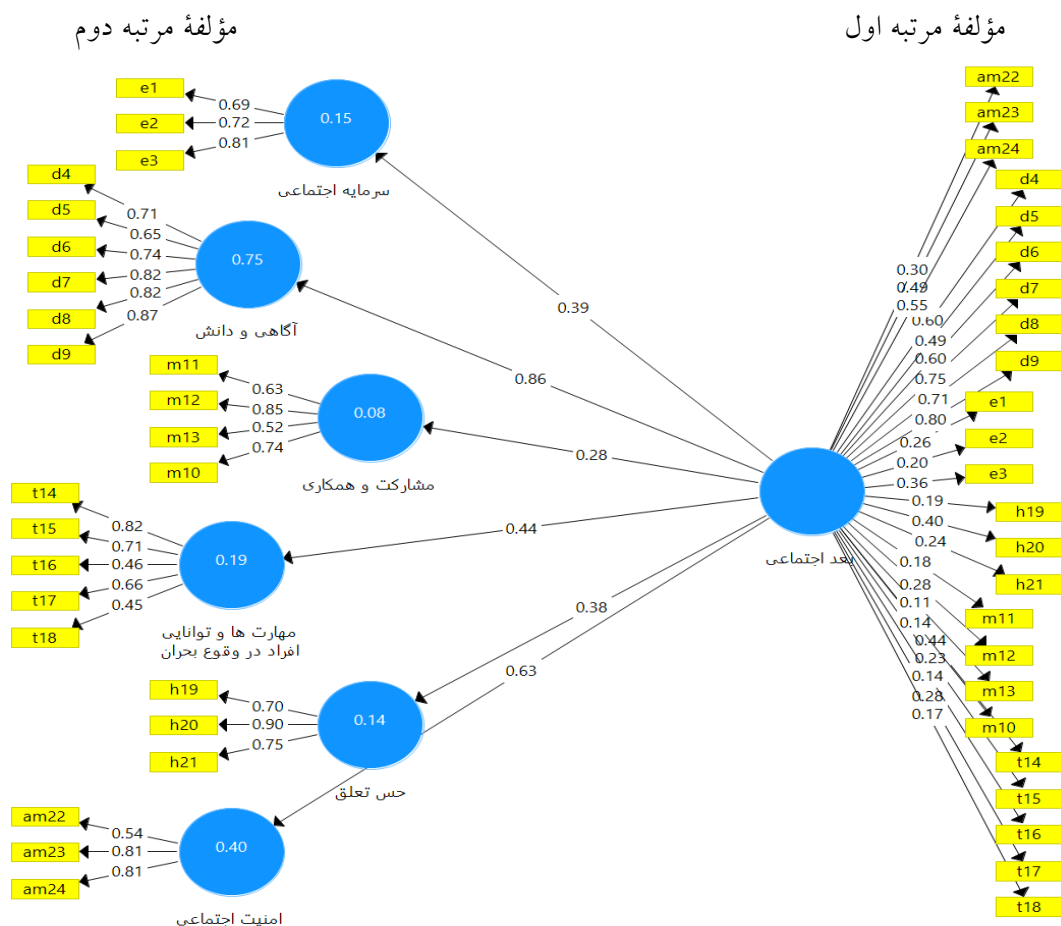 مؤلفهٔ مرتبه اول
مؤلفهٔ مرتبه دوم
e1
e2
e3
0.69
0.72
0.81
0.15
سرمایه اجتماعی
d4
d5
d6
d7
d8
d9
0.71
0.65
0.74
0.82
0.82
0.87
0.75
آگاهی و دانش
m11
m12
m13
m10
0.63
0.85
0.52
0.74
0.08
مشارکت و همکاری
t14
t15
t16
t17
t18
0.82
0.71
0.46
0.66
0.45
0.19
مهارت ها و توانایی
افراد در وقوع بحران
h19
h20
h21
0.70
0.90
0.75
0.14
حس تعلق
am22
am23
am24
0.54
0.81
0.81
0.40
امنیت اجتماعی
0.39
0.86
0.28
0.44
0.38
0.63
بعد اجتماعی
0.30
0.49
0.55
0.60
0.49
0.60
0.75
0.71
0.80
0.26
0.20
0.36
0.19
0.40
0.24
0.18
0.28
0.11
0.14
0.44
0.23
0.14
0.28
0.17
am22
am23
am24
d4
d5
d6
d7
d8
d9
e1
e2
e3
h19
h20
h21
m11
m12
m13
m10
t14
t15
t16
t17
t18